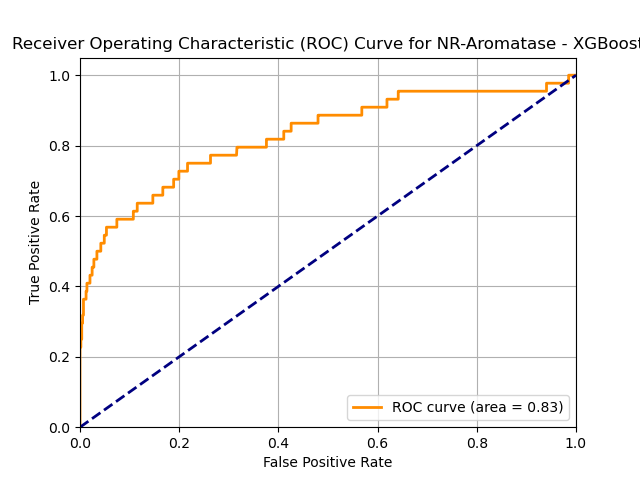 Receiver Operating Characteristic (ROC) Curve for NR-Aromatase - XGBoost
1.0
0.8
0.6
0.4
0.2
0.0
True Positive Rate
ROC curve (area = 0.83)
0.0 0.2 0.4 0.6 0.8 1.0
False Positive Rate